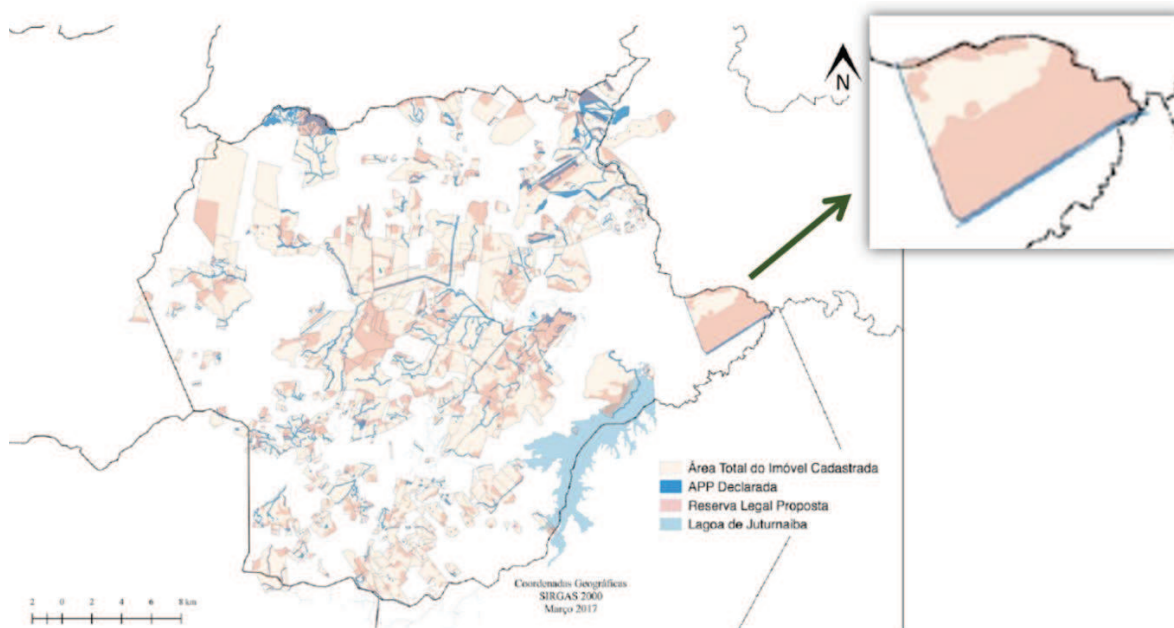 N
Área Total do Imóvel Cadastrada
APP Declarada
Reserva Legal Proposta
Lagoa de Juturnaiba
Coordenadas Geográficas
SIRGAS 2000
Março 2017
2 0 2 4 6 8 km